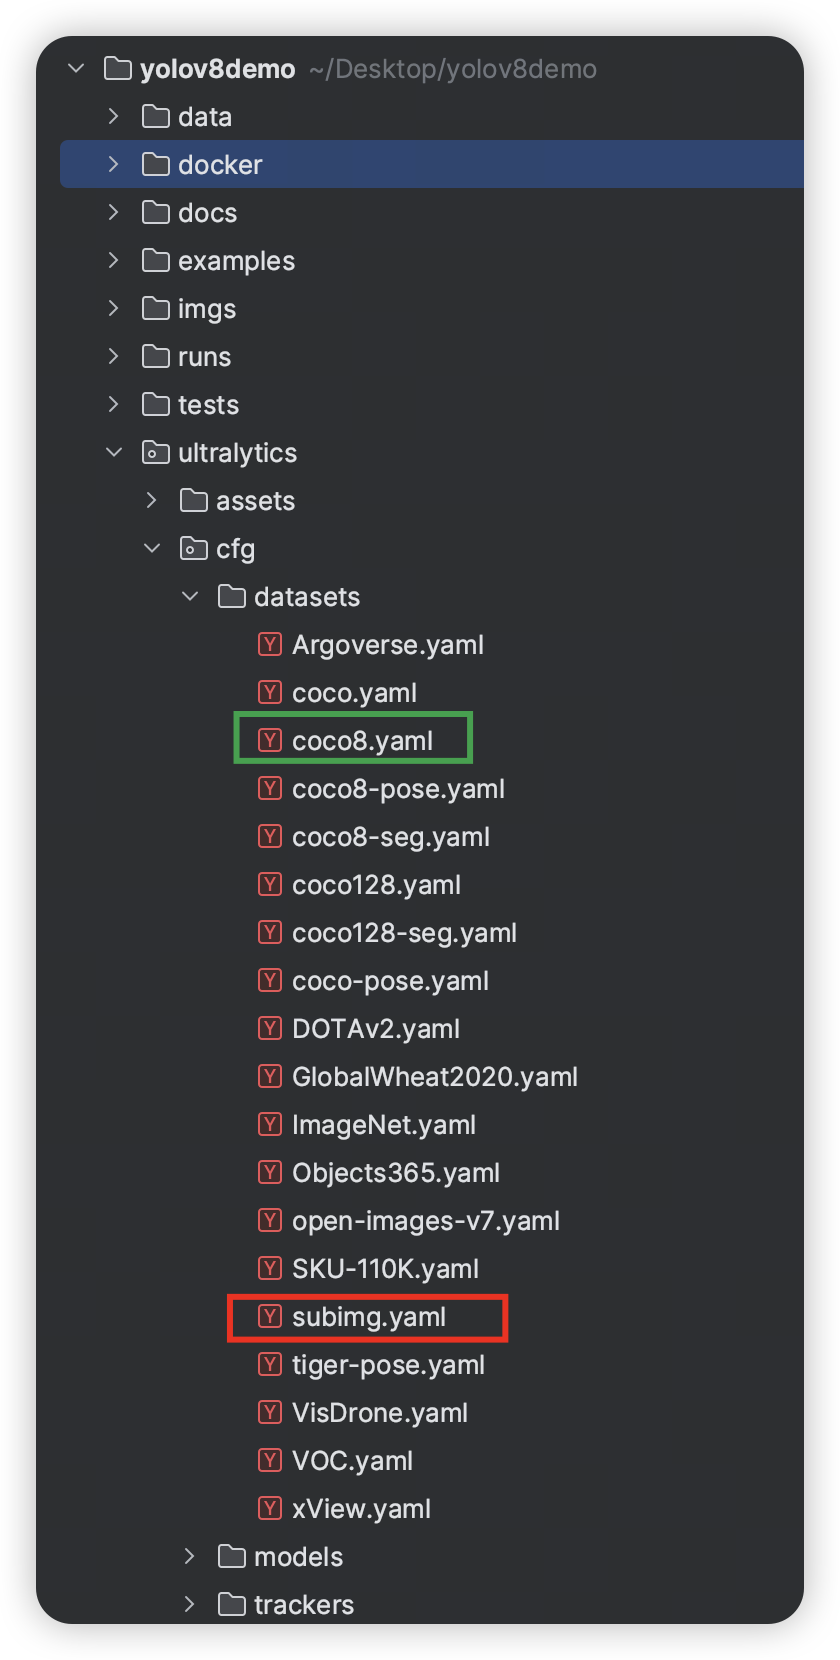 yolov8demo ~/Desktop/yolov8demo
data
docker
docs
examples
imgs
runs
tests
ultralytics
assets
cfg
datasets
Y Argoverse.yaml
Y coco.yaml
Y coco8.yaml
Y coco8-pose.yaml
Y coco8-seg.yaml
Y coco128.yaml
Y coco128-seg.yaml
Y coco-pose.yaml
Y DOTAv2.yaml
Y GlobalWheat2020.yaml
Y ImageNet.yaml
Y Objects365.yaml
Y open-images-v7.yaml
Y SKU-110K.yaml
Y subimg.yaml
Y tiger-pose.yaml
Y VisDrone.yaml
Y VOC.yaml
Y xView.yaml
models
trackers